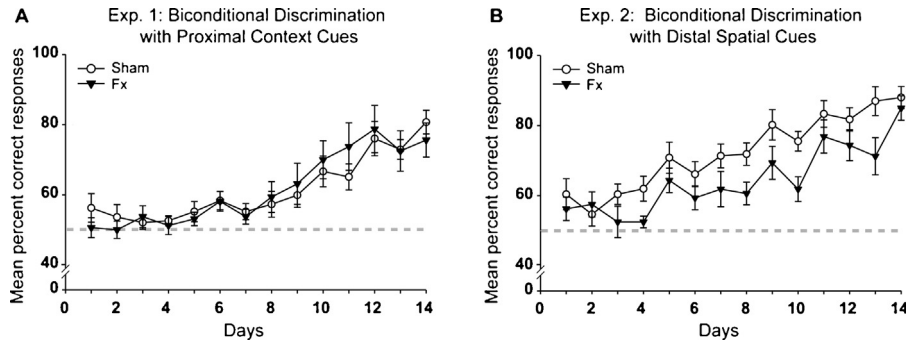 A
Exp. 1: Biconditional Discrimination
with Proximal Context Cues
Mean percent correct responses
100
80
60
40
0
Sham
Fx
0 2 4 6 8 10 12 14
Days
B
Exp. 2: Biconditional Discrimination
with Distal Spatial Cues
Mean percent correct responses
100
80
60
40
0
Sham
Fx
0 2 4 6 8 10 12 14
Days